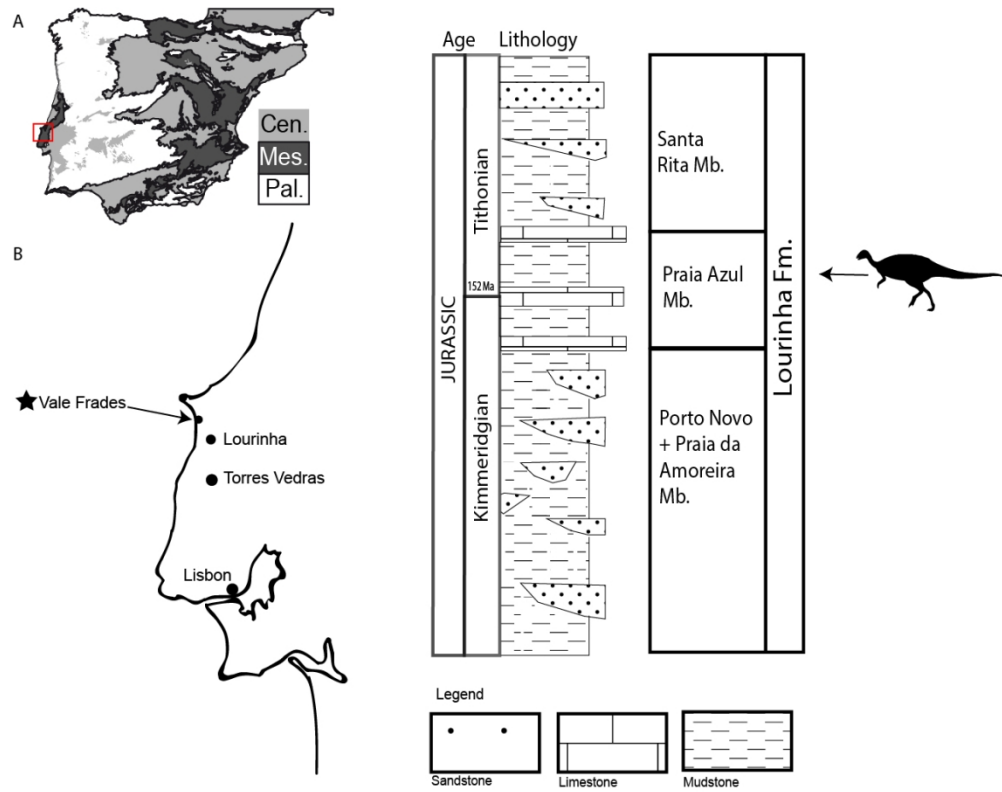 A
Cen.
Mes.
Pal.
B
Vale Frades
Lourinha
Torres Vedras
Lisbon
Age Lithology
JURASSIC
Tithonian
152 Ma
Kimmeridgian
Santa
Rita Mb.
Praia Azul
Mb.
Porto Novo
+ Praia da
Amoreira
Mb.
Lourinha Fm.
Legend
Sandstone
Limestone
Mudstone